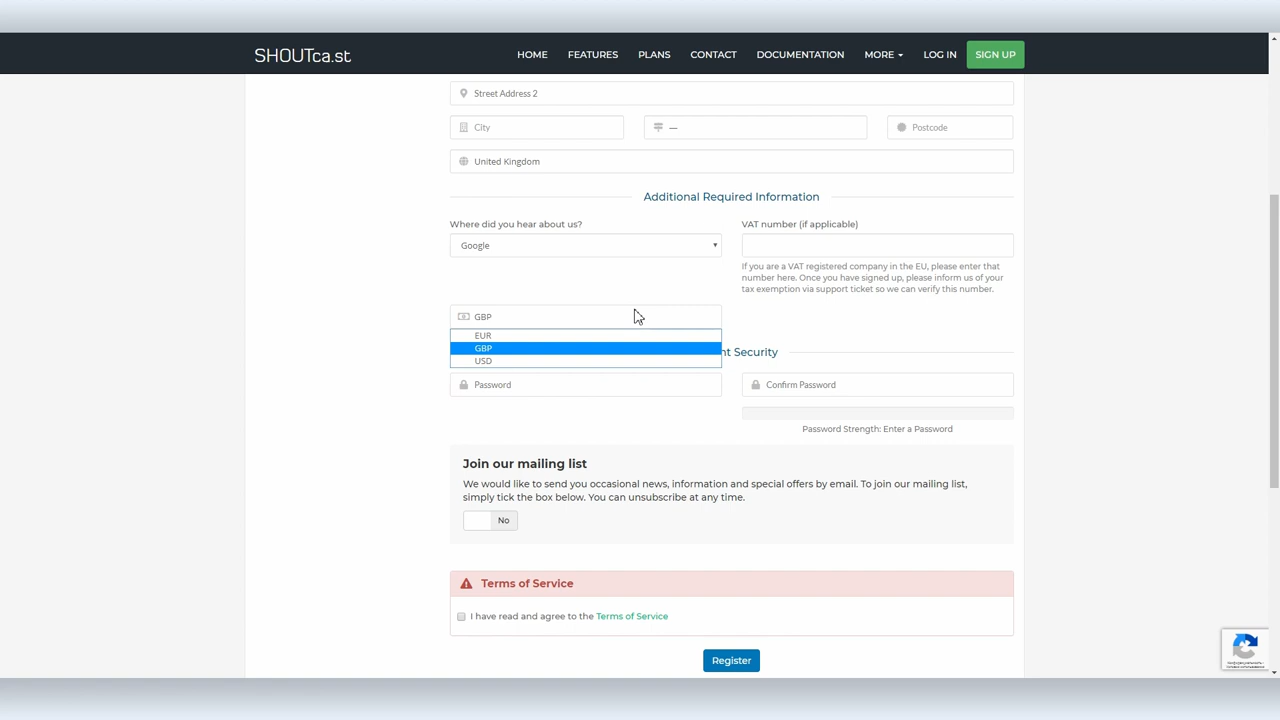 SHOUTca.st
HOME FEATURES PLANS CONTACT DOCUMENTATION MORE LOG IN SIGN UP
Street Address 2
City — Postcode
United Kingdom
Additional Required Information
Where did you hear about us? VAT number (if applicable)
Google
If you are a VAT registered company in the EU, please enter that
number here. Once you have signed up, please inform us of your
tax exemption via support ticket so we can verify this number.
GBP
EUR
GBP
USD
nt Security
Password Confirm Password
Password Strength: Enter a Password
Join our mailing list
We would like to send you occasional news, information and special offers by email. To join our mailing list,
simply tick the box below. You can unsubscribe at any time.
No
Terms of Service
I have read and agree to the Terms of Service
Register